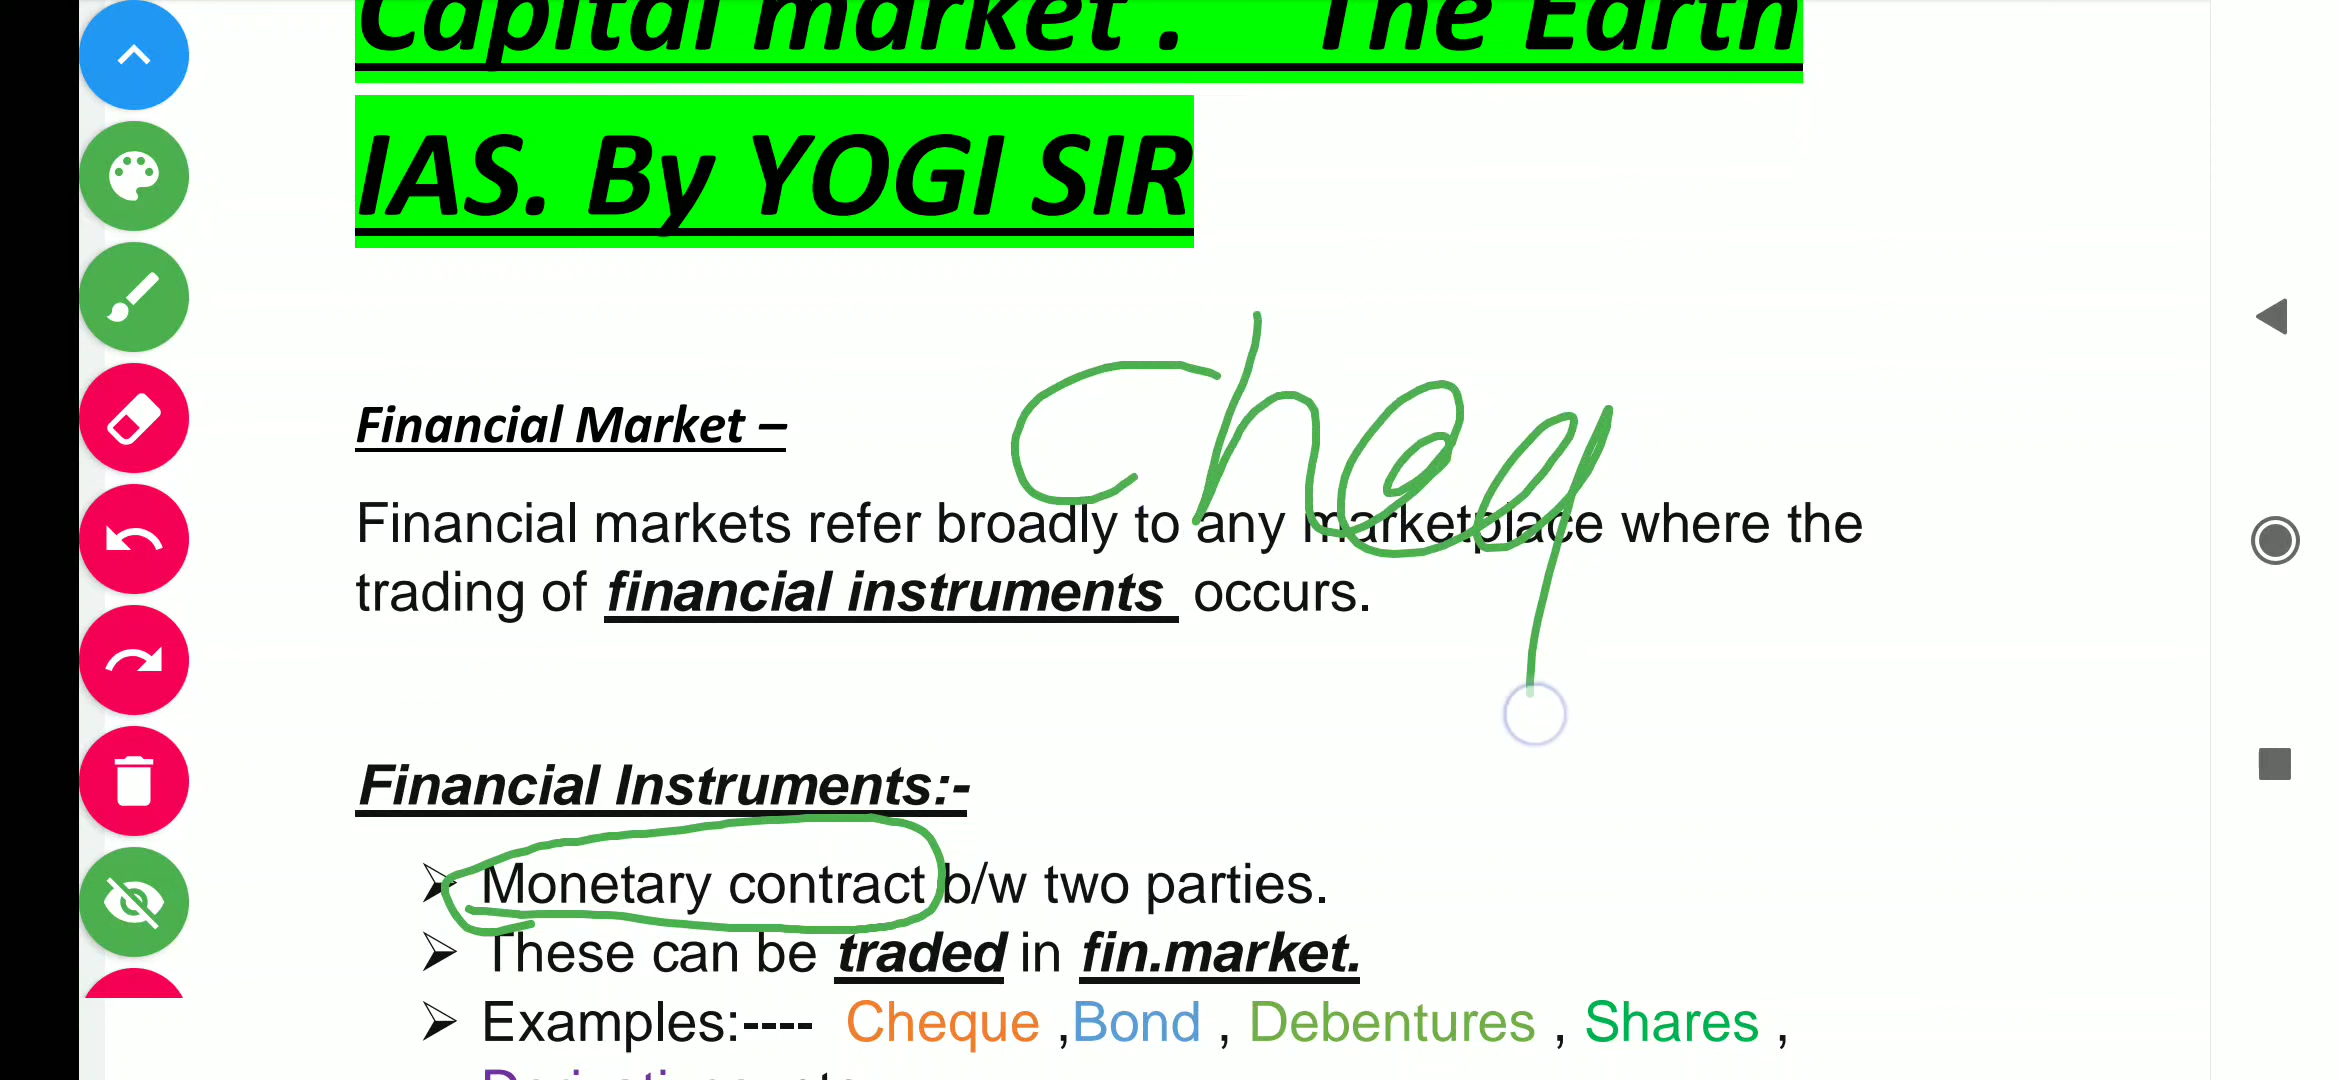 Capital market . The Earth
IAS. By YOGI SIR
Cheq
Financial Market –
Financial markets refer broadly to any marketplace where the
trading of financial instruments occurs.
Financial Instruments:-
➢ Monetary contract b/w two parties.
➢ These can be traded in fin.market.
➢ Examples:---- Cheque ,Bond , Debentures , Shares ,